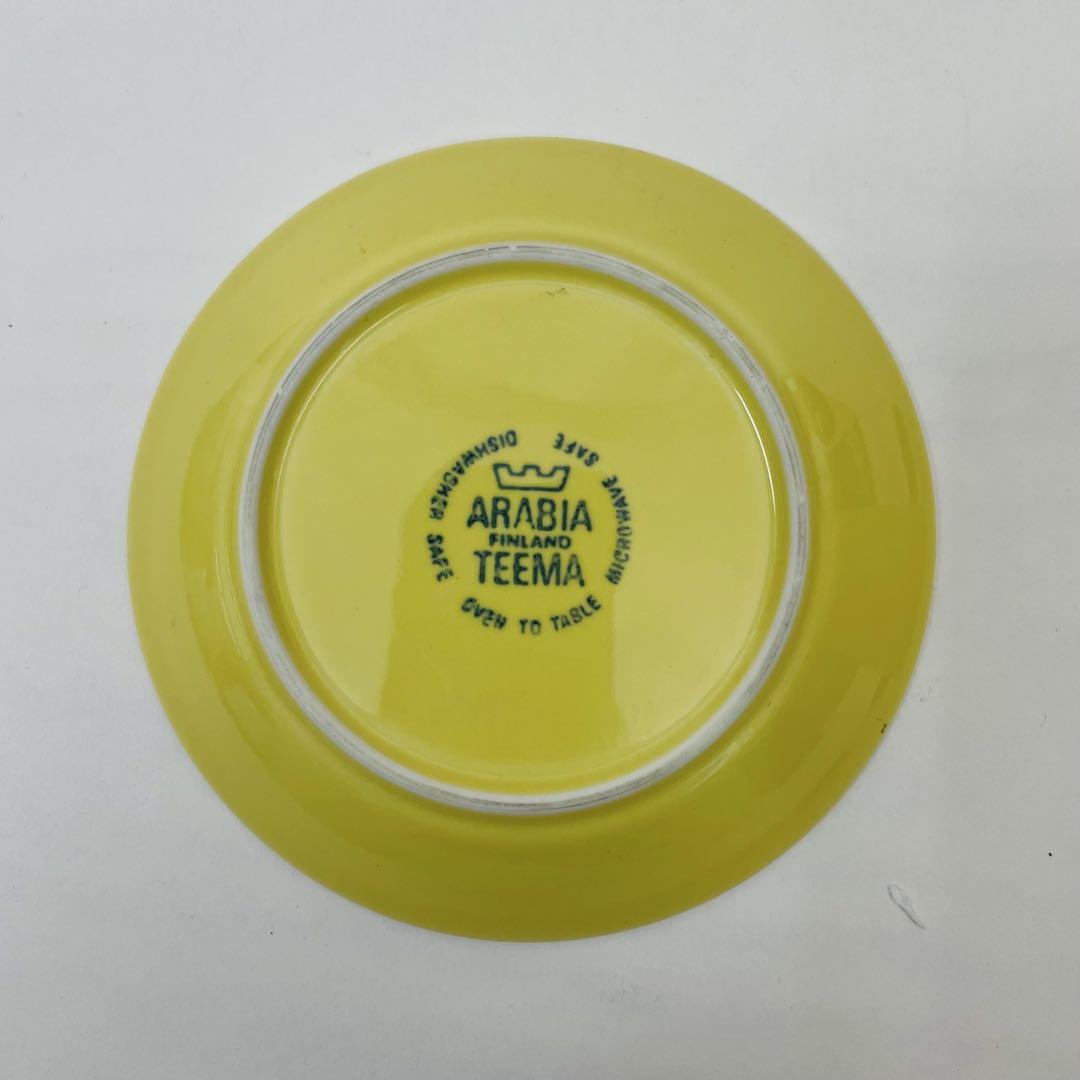 ARABIA
FINLAND
TEEMA
DISHWASHER SAFE OVEN TO TABLE MICROWAVE SAFE